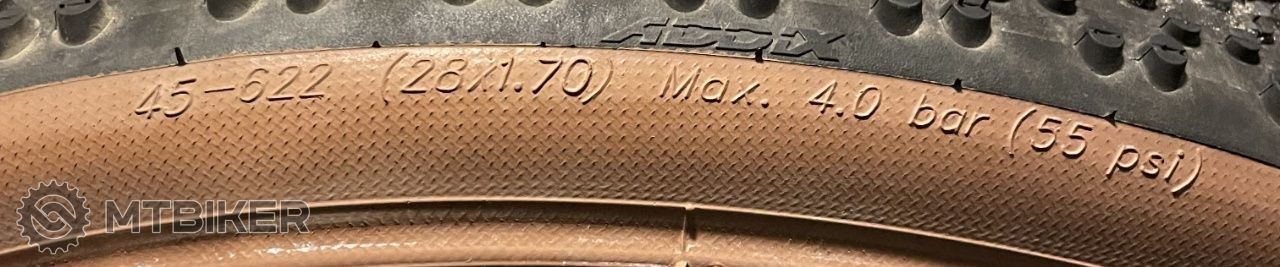 ADDIX
45-622 (28x1.70) Max. 4.0 bar (55 psi)
MTBIKER